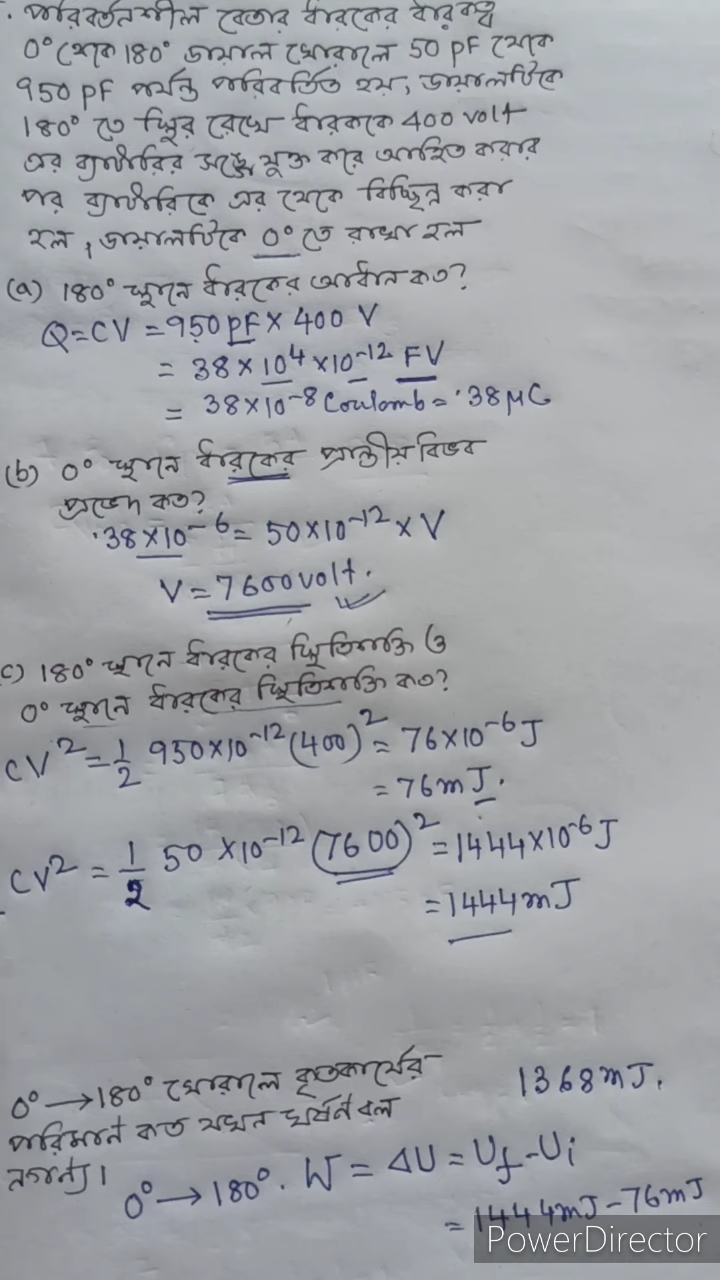 . পরিবর্তনশীল বেতার ধারকের ধারকত্ব
0° থেকে 180° ডায়াল ঘোরালে 50 pF থেকে
950 pF পর্যন্ত পরিবর্তিত হয়, ডায়ালটিকে
180° তে স্থির রেখে ধারককে 400 volt
এর ব্যাটারির সঙ্গে যুক্ত করে আহিত করার
পর ব্যাটারিকে এর থেকে বিচ্ছিন্ন করা
হল, ডায়ালটিকে 0° তে রাখা হল
(a) 180° স্থানে ধারকের আধান কত?
Q=CV = 950 pF × 400 V
= 38 × 10⁴ × 10⁻¹² FV
= 38×10⁻⁸ Coulomb = .38 μC
(b) 0° স্থানে ধারকের প্রান্তীয় বিভব
প্রভেদ কত?
.38×10⁻⁶ = 50×10⁻¹² × V
V = 7600 volt.
c) 180° স্থানে ধারকের স্থিতিশক্তি ও
0° স্থানে ধারকের স্থিতিশক্তি কত?
CV² = 1/2 950×10⁻¹² (400)² = 76×10⁻⁶ J
= 76 mJ.
CV² = 1/2 50 ×10⁻¹² (7600)² = 1444×10⁻⁶ J
= 1444 mJ
0° → 180° ঘোরালে কৃতকার্যের 1368 mJ.
পরিমান কত যখন ঘর্ষন বল
নগন্য।
0° → 180°. W = ΔU = Uf - Ui
= 1444 mJ - 76 mJ
PowerDirector